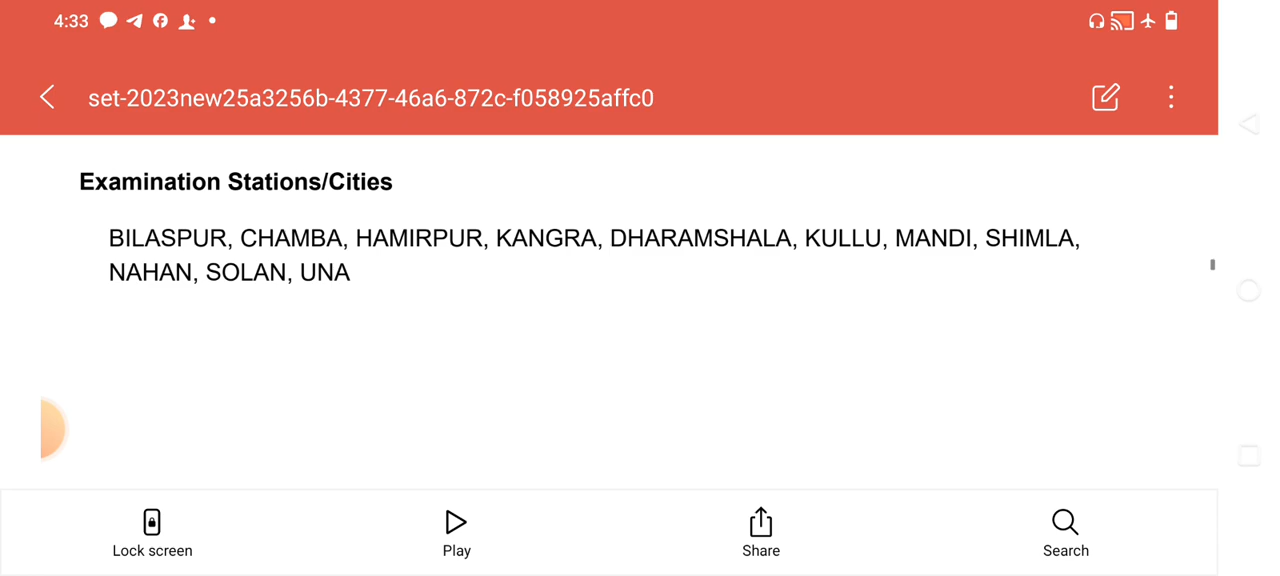 4:33
set-2023new25a3256b-4377-46a6-872c-f058925affc0
Examination Stations/Cities
BILASPUR, CHAMBA, HAMIRPUR, KANGRA, DHARAMSHALA, KULLU, MANDI, SHIMLA,
NAHAN, SOLAN, UNA
Lock screen Play Share Search